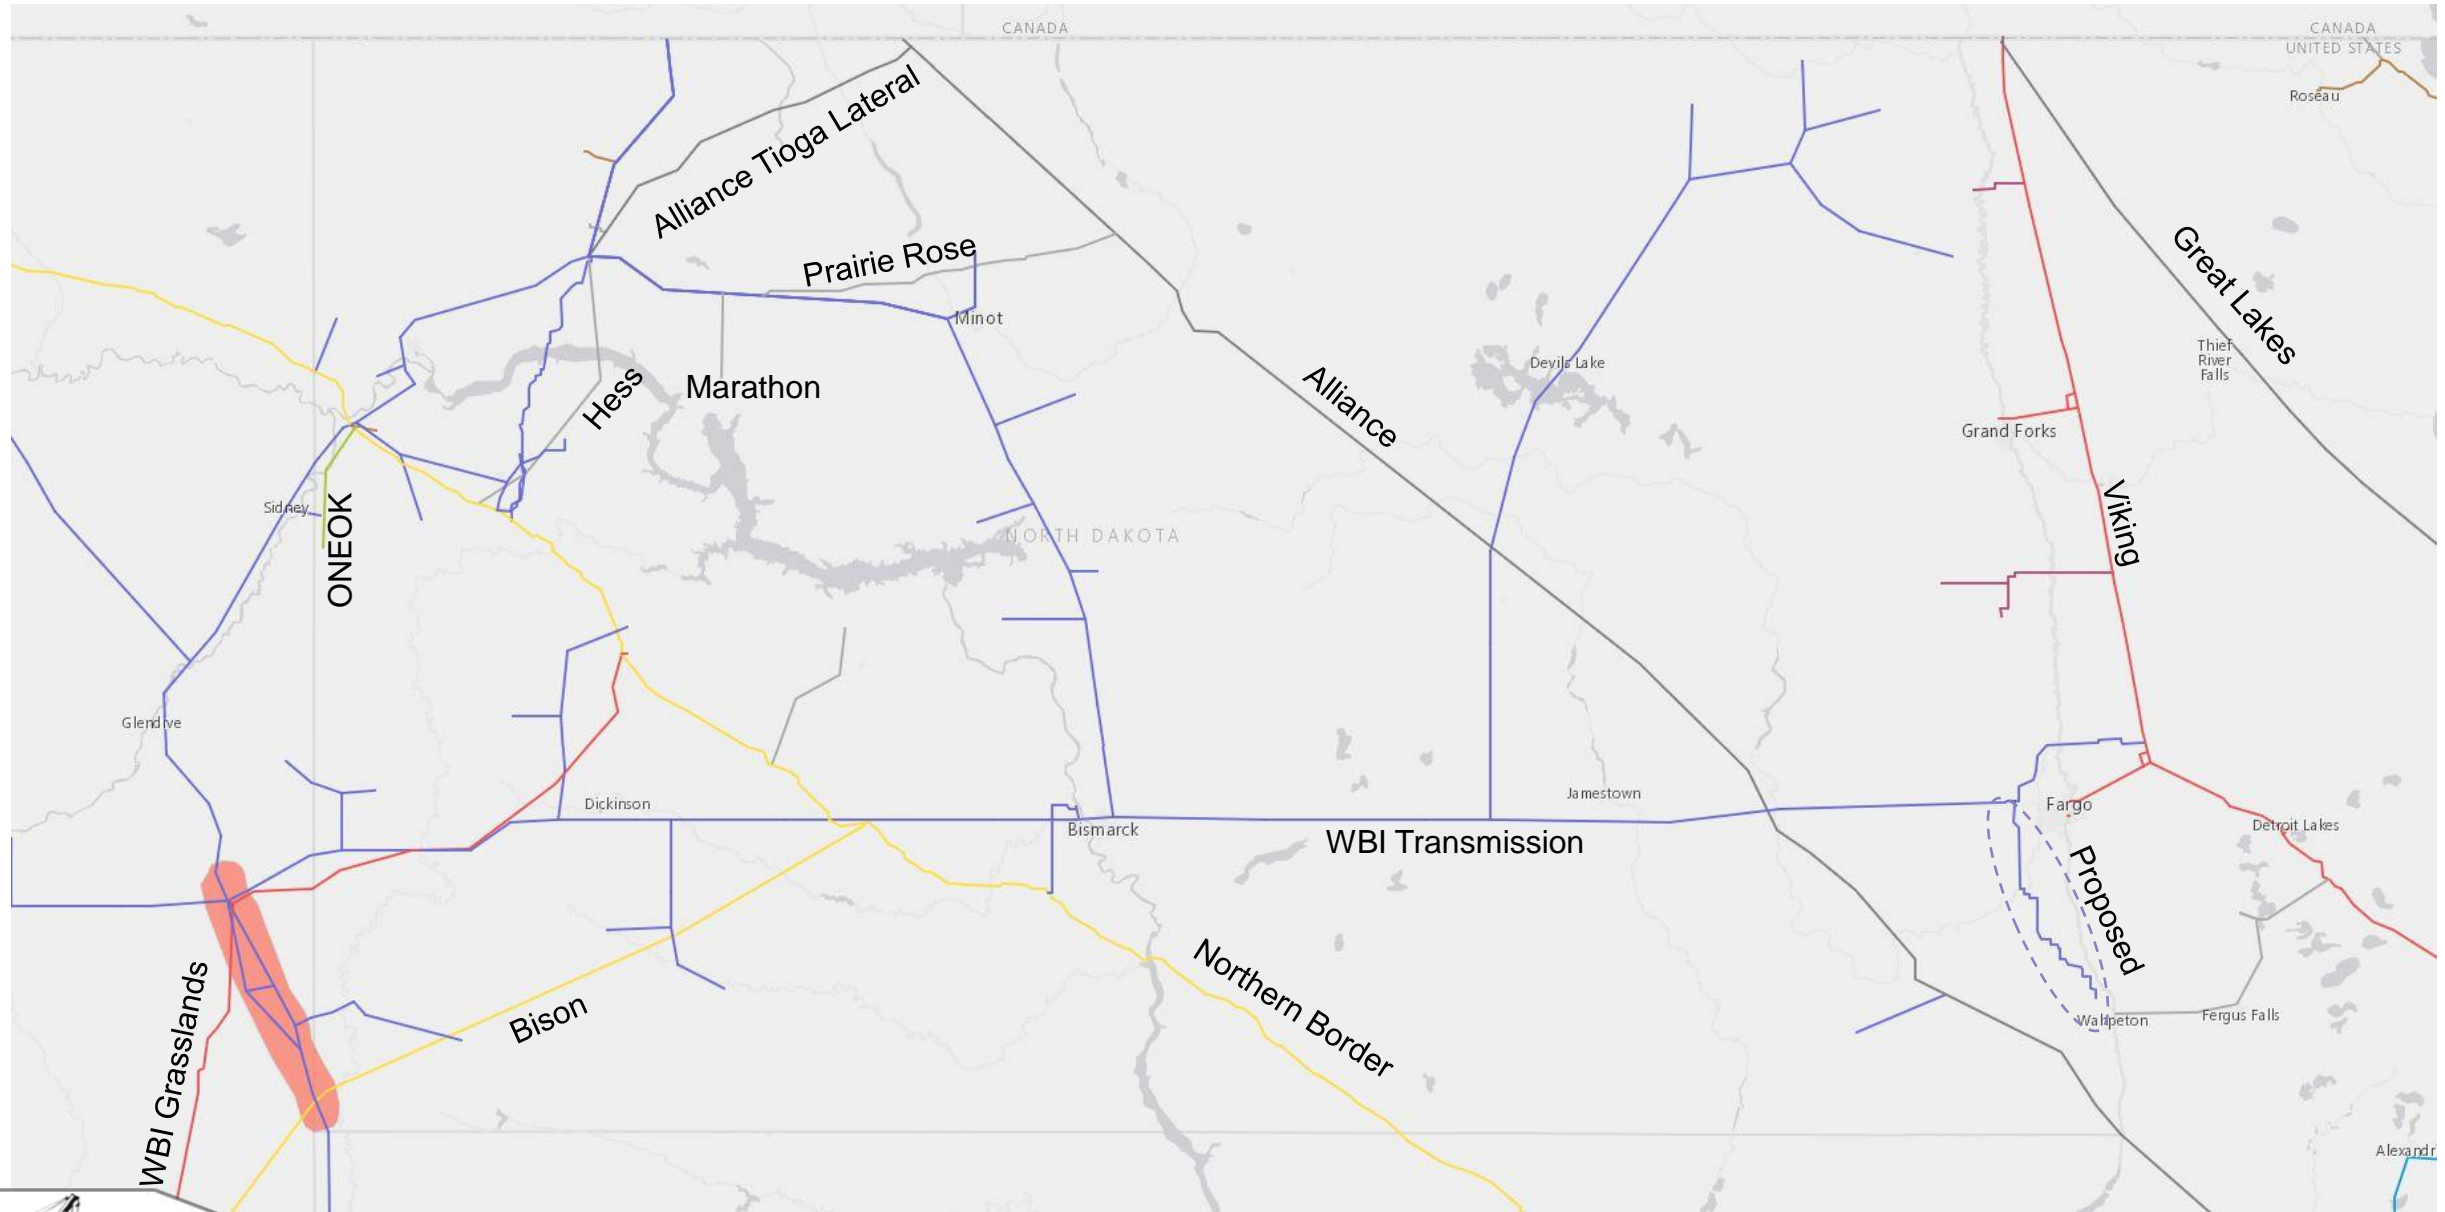 CANADA
CANADA
UNITED STATES
Roseau
Alliance Tioga Lateral
Prairie Rose
Great Lakes
Minot
Thief
River
Falls
Devils Lake
Alliance
Hess
Marathon
Grand Forks
Sidney
ONEOK
Viking
NORTH DAKOTA
Glendive
Dickinson
Jamestown
Fargo
Bismarck
Detroit Lakes
WBI Transmission
Proposed
Northern Border
WBI Grasslands
Bison
Wahpeton
Fergus Falls
Alexandr